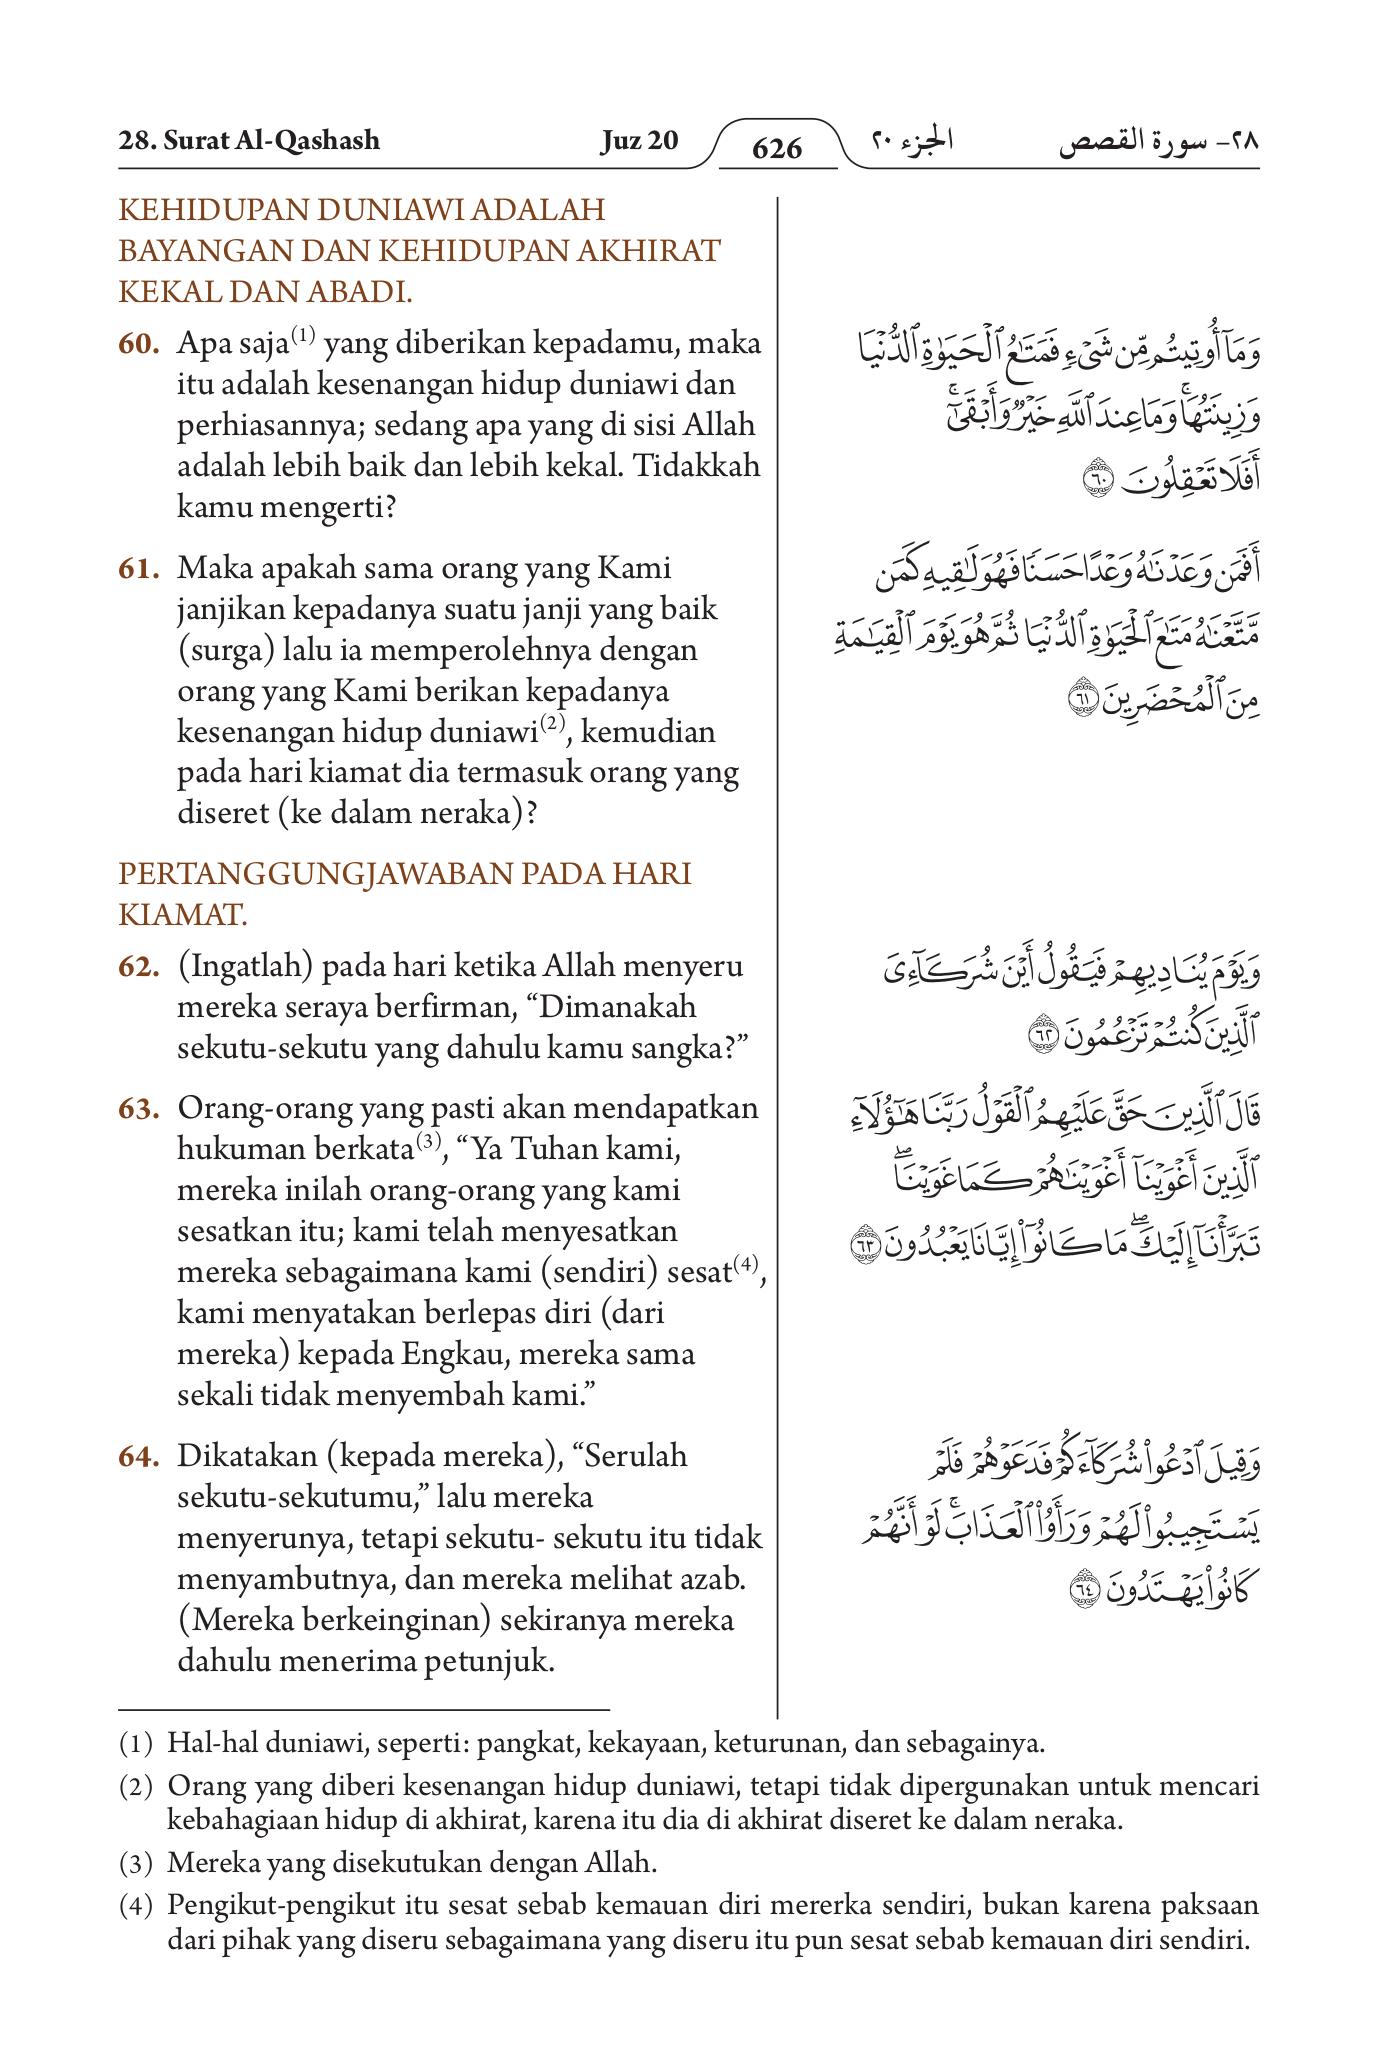 28. Surat Al-Qashash Juz 20 626 الجزء ٢٠ ٢٨- سورة القصص
KEHIDUPAN DUNIAWI ADALAH
BAYANGAN DAN KEHIDUPAN AKHIRAT
KEKAL DAN ABADI.
60. Apa saja(1) yang diberikan kepadamu, maka
itu adalah kesenangan hidup duniawi dan
perhiasannya; sedang apa yang di sisi Allah
adalah lebih baik dan lebih kekal. Tidakkah
kamu mengerti?
وَمَآ أُوتِيتُم مِّن شَىْءٍ فَمَتَـٰعُ ٱلْحَيَوٰةِ ٱلدُّنْيَا
وَزِينَتُهَا ۚ وَمَا عِندَ ٱللَّهِ خَيْرٌ وَأَبْقَىٰٓ ۚ
أَفَلَا تَعْقِلُونَ ٦٠
61. Maka apakah sama orang yang Kami
janjikan kepadanya suatu janji yang baik
(surga) lalu ia memperolehnya dengan
orang yang Kami berikan kepadanya
kesenangan hidup duniawi(2), kemudian
pada hari kiamat dia termasuk orang yang
diseret (ke dalam neraka)?
أَفَمَن وَعَدْنَـٰهُ وَعْدًا حَسَنًا فَهُوَ لَـٰقِيهِ كَمَن
مَّتَّعْنَـٰهُ مَتَـٰعَ ٱلْحَيَوٰةِ ٱلدُّنْيَا ثُمَّ هُوَ يَوْمَ ٱلْقِيَـٰمَةِ
مِنَ ٱلْمُحْضَرِينَ ٦١
PERTANGGUNGJAWABAN PADA HARI
KIAMAT.
62. (Ingatlah) pada hari ketika Allah menyeru
mereka seraya berfirman, “Dimanakah
sekutu-sekutu yang dahulu kamu sangka?”
وَيَوْمَ يُنَادِيهِمْ فَيَقُولُ أَيْنَ شُرَكَآءِىَ
ٱلَّذِينَ كُنتُمْ تَزْعُمُونَ ٦٢
63. Orang-orang yang pasti akan mendapatkan
hukuman berkata(3), “Ya Tuhan kami,
mereka inilah orang-orang yang kami
sesatkan itu; kami telah menyesatkan
mereka sebagaimana kami (sendiri) sesat(4),
kami menyatakan berlepas diri (dari
mereka) kepada Engkau, mereka sama
sekali tidak menyembah kami.”
قَالَ ٱلَّذِينَ حَقَّ عَلَيْهِمُ ٱلْقَوْلُ رَبَّنَا هَـٰٓؤُلَآءِ
ٱلَّذِينَ أَغْوَيْنَآ أَغْوَيْنَـٰهُمْ كَمَا غَوَيْنَا ۖ
تَبَرَّأْنَآ إِلَيْكَ ۖ مَا كَانُوٓا۟ إِيَّانَا يَعْبُدُونَ ٦٣
64. Dikatakan (kepada mereka), “Serulah
sekutu-sekutumu,” lalu mereka
menyerunya, tetapi sekutu- sekutu itu tidak
menyambutnya, dan mereka melihat azab.
(Mereka berkeinginan) sekiranya mereka
dahulu menerima petunjuk.
وَقِيلَ ٱدْعُوا۟ شُرَكَآءَكُمْ فَدَعَوْهُمْ فَلَمْ
يَسْتَجِيبُوا۟ لَهُمْ وَرَأَوُا۟ ٱلْعَذَابَ ۚ لَوْ أَنَّهُمْ
كَانُوا۟ يَهْتَدُونَ ٦٤
(1) Hal-hal duniawi, seperti: pangkat, kekayaan, keturunan, dan sebagainya.
(2) Orang yang diberi kesenangan hidup duniawi, tetapi tidak dipergunakan untuk mencari
kebahagiaan hidup di akhirat, karena itu dia di akhirat diseret ke dalam neraka.
(3) Mereka yang disekutukan dengan Allah.
(4) Pengikut-pengikut itu sesat sebab kemauan diri mererka sendiri, bukan karena paksaan
dari pihak yang diseru sebagaimana yang diseru itu pun sesat sebab kemauan diri sendiri.